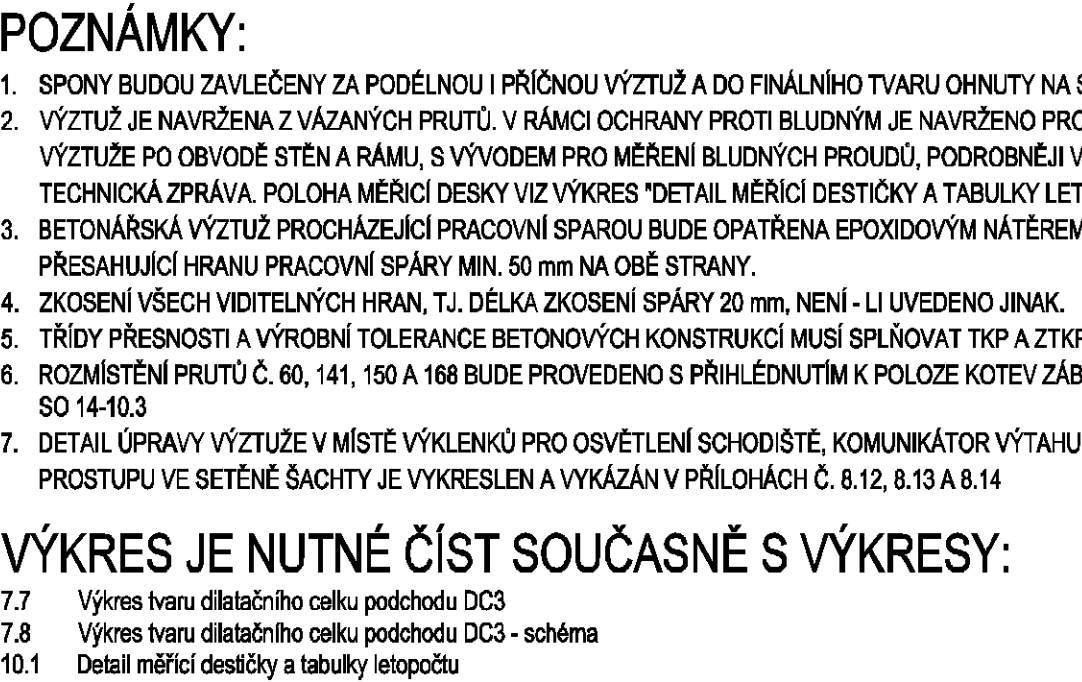 POZNÁMKY:
1. SPONY BUDOU ZAVLEČENY ZA PODÉLNOU I PŘÍČNOU VÝZTUŽ A DO FINÁLNÍHO TVARU OHNUTY NA
2. VÝZTUŽ JE NAVRŽENA Z VÁZANÝCH PRUTŮ. V RÁMCI OCHRANY PROTI BLUDNÝM JE NAVRŽENO
VÝZTUŽE PO OBVODĚ STĚN A RÁMU, S VÝVODEM PRO MĚŘENÍ BLUDNÝCH PROUDŮ, PODROBNĚJI
TECHNICKÁ ZPRÁVA. POLOHA MĚŘICÍ DESKY VIZ VÝKRES "DETAIL MĚŘÍCÍ DESTIČKY A TABULKY
3. BETONÁŘSKÁ VÝZTUŽ PROCHÁZEJÍCÍ PRACOVNÍ SPAROU BUDE OPATŘENA EPOXIDOVÝM NÁTĚREM
PŘESAHUJÍCÍ HRANU PRACOVNÍ SPÁRY MIN. 50 mm NA OBĚ STRANY.
4. ZKOSENÍ VŠECH VIDITELNÝCH HRAN, TJ. DÉLKA ZKOSENÍ SPÁRY 20 mm, NENÍ - LI UVEDENO JINAK.
5. TŘÍDY PŘESNOSTI A VÝROBNÍ TOLERANCE BETONOVÝCH KONSTRUKCÍ MUSÍ SPLŇOVAT TKP A
6. ROZMÍSTĚNÍ PRUTŮ Č. 60, 141, 150 A 168 BUDE PROVEDENO S PŘIHLÉDNUTÍM K POLOZE KOTEV
SO 14-10.3
7. DETAIL ÚPRAVY VÝZTUŽE V MÍSTĚ VÝKLENKŮ PRO OSVĚTLENÍ SCHODIŠTĚ, KOMUNIKÁTOR VÝTAHU
PROSTUPU VE SETĚNĚ ŠACHTY JE VYKRESLEN A VYKÁZÁN V PŘÍLOHÁCH Č. 8.12, 8.13 A 8.14
VÝKRES JE NUTNÉ ČÍST SOUČASNĚ S VÝKRESY:
7.7 Výkres tvaru dilatačního celku podchodu DC3
7.8 Výkres tvaru dilatačního celku podchodu DC3 - schéma
10.1 Detail měřící destičky a tabulky letopočtu